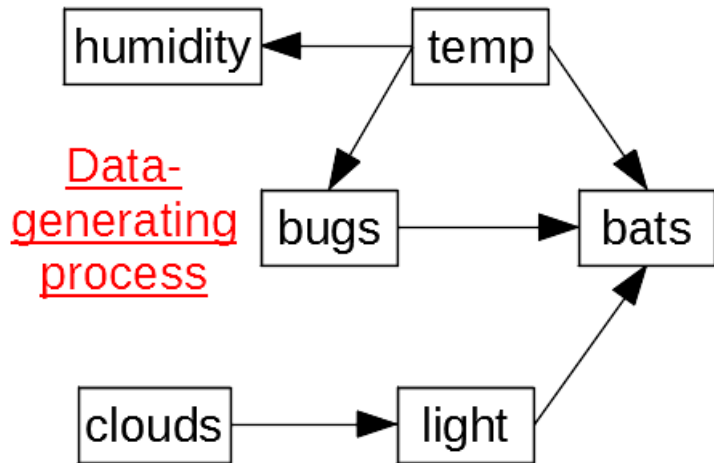 humidity
temp
Data-
generating
process
bugs
bats
clouds
light